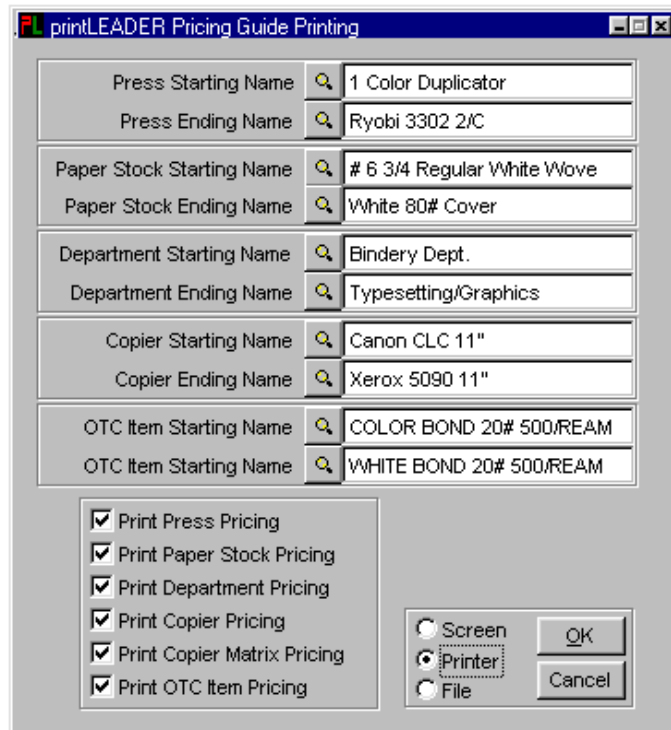 PL printLEADER Pricing Guide Printing
Press Starting Name 1 Color Duplicator
Press Ending Name Ryobi 3302 2/C
Paper Stock Starting Name # 6 3/4 Regular White Wove
Paper Stock Ending Name White 80# Cover
Department Starting Name Bindery Dept.
Department Ending Name Typesetting/Graphics
Copier Starting Name Canon CLC 11"
Copier Ending Name Xerox 5090 11"
OTC Item Starting Name COLOR BOND 20# 500/REAM
OTC Item Starting Name WHITE BOND 20# 500/REAM
Print Press Pricing
Print Paper Stock Pricing
Print Department Pricing
Print Copier Pricing
Print Copier Matrix Pricing
Print OTC Item Pricing
Screen
Printer
File
OK
Cancel